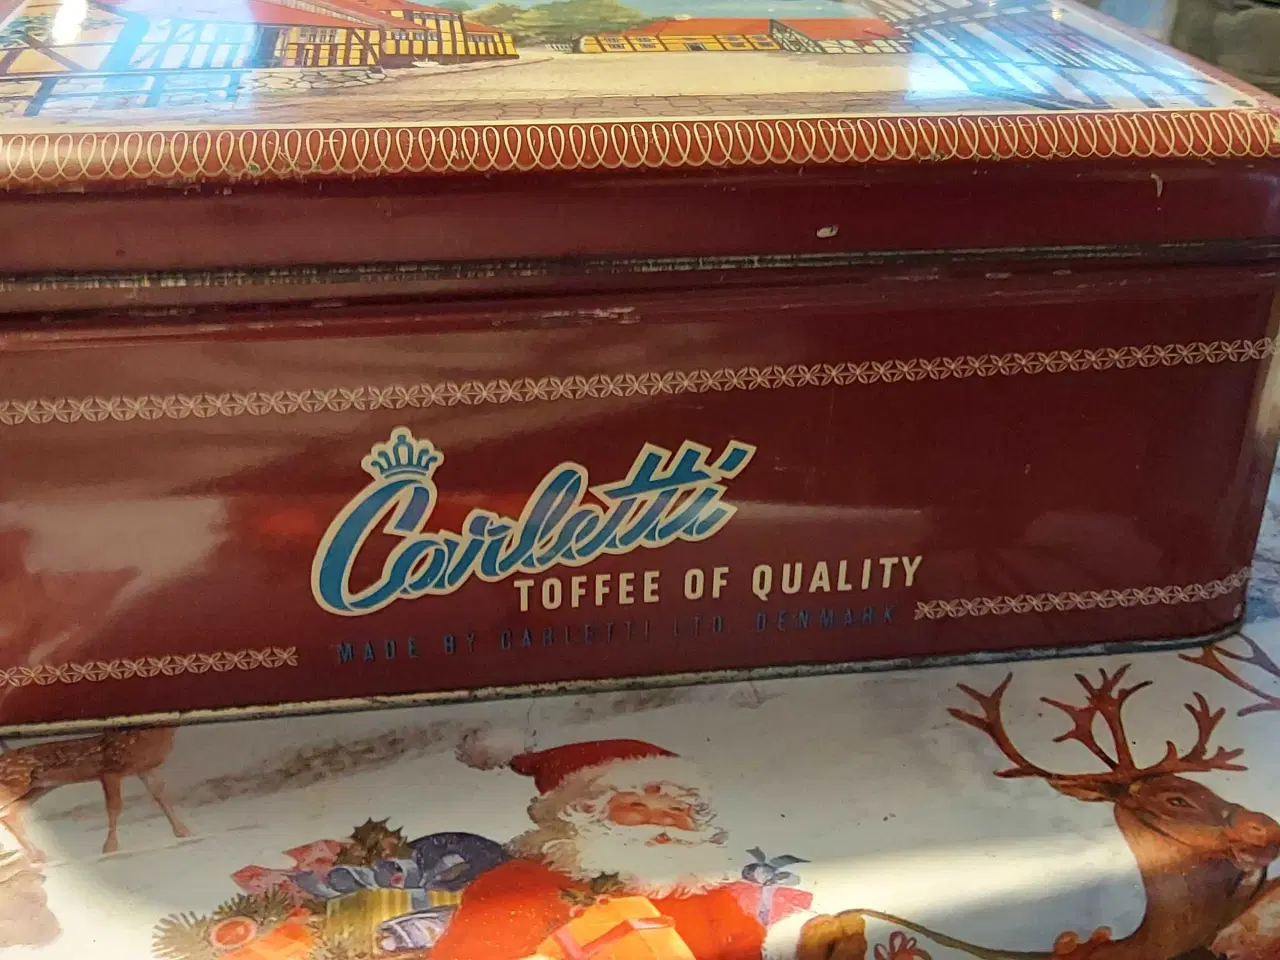 Carletti
TOFFEE OF QUALITY
MADE BY CARLETTI LTD. DENMARK